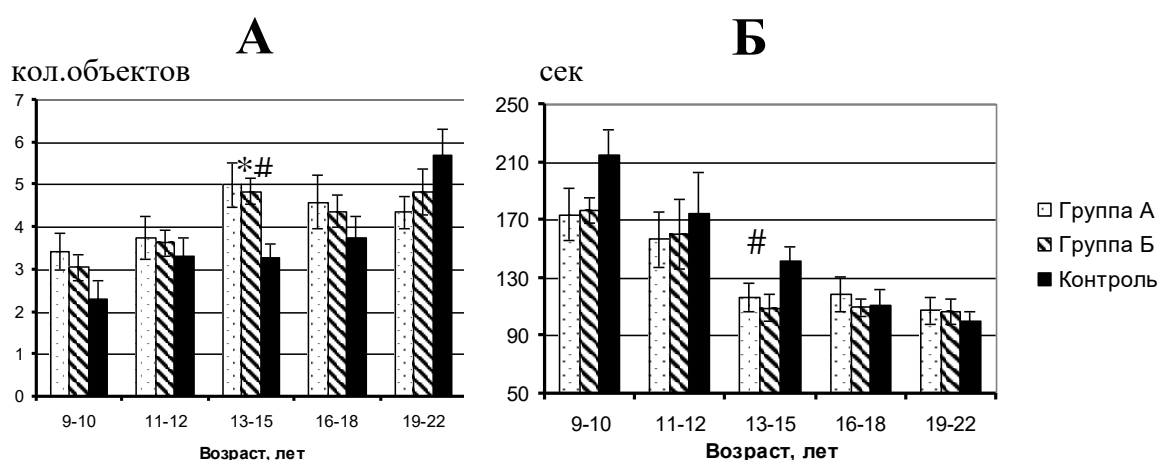 А
кол.объектов
7
6
5
4
3
2
1
0
*#
9-10 11-12 13-15 16-18 19-22
Возраст, лет
Б
сек
250
210
170
130
90
50
#
9-10 11-12 13-15 16-18 19-22
Возраст, лет
Группа А
Группа Б
Контроль